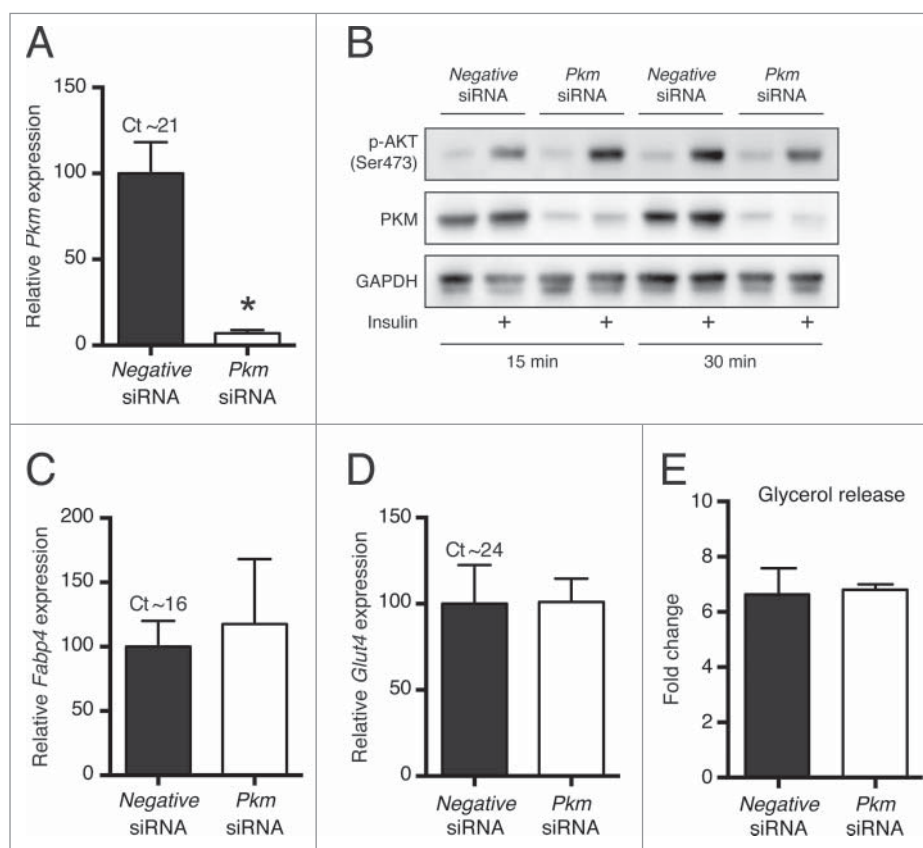 A
Relative Pkm expression
150
100
50
0
Ct ~21
*
Negative
siRNA
Pkm
siRNA
B
Negative
siRNA
Pkm
siRNA
Negative
siRNA
Pkm
siRNA
p-AKT
(Ser473)
PKM
GAPDH
Insulin + + + +
15 min 30 min
C
Relative Fabp4 expression
200
150
100
50
0
Ct ~16
Negative
siRNA
Pkm
siRNA
D
Relative Glut4 expression
150
100
50
0
Ct ~24
Negative
siRNA
Pkm
siRNA
E
Glycerol release
Fold change
10
8
6
4
2
0
Negative
siRNA
Pkm
siRNA